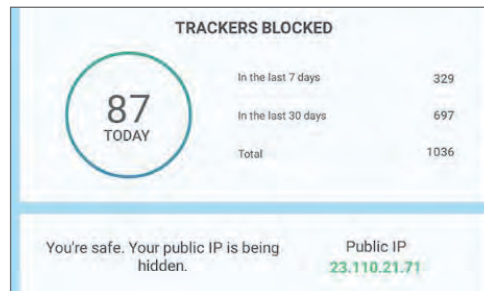 TRACKERS BLOCKED
87
TODAY
In the last 7 days 329
In the last 30 days 697
Total 1036
You're safe. Your public IP is being
hidden.
Public IP
23.110.21.71